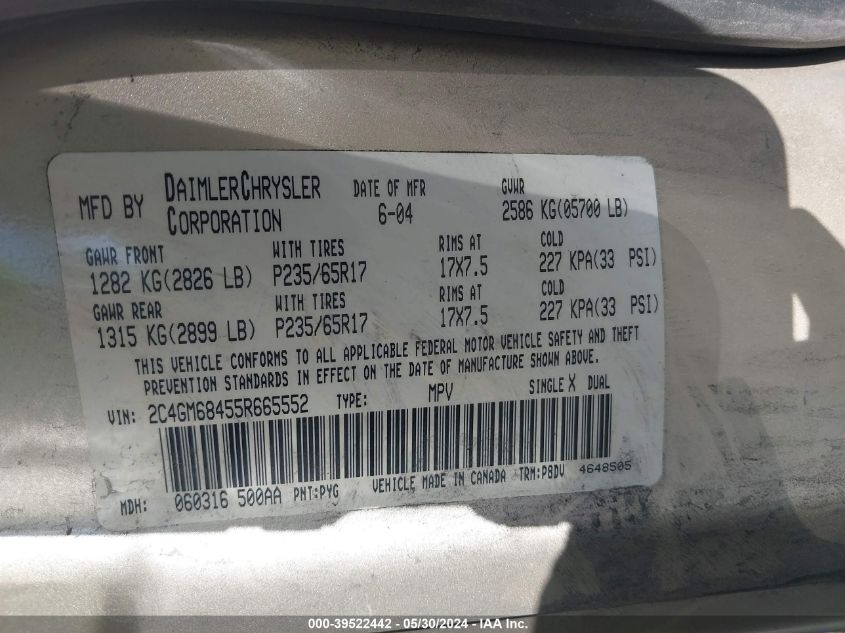 MFD BY DAIMLERCHRYSLER CORPORATION
DATE OF MFR 6-04
GVWR 2586 KG(05700 LB)
GAWR FRONT WITH TIRES RIMS AT COLD
1282 KG(2826 LB) P235/65R17 17X7.5 227 KPA(33 PSI)
GAWR REAR WITH TIRES RIMS AT COLD
1315 KG(2899 LB) P235/65R17 17X7.5 227 KPA(33 PSI)
THIS VEHICLE CONFORMS TO ALL APPLICABLE FEDERAL MOTOR VEHICLE SAFETY AND THEFT
PREVENTION STANDARDS IN EFFECT ON THE DATE OF MANUFACTURE SHOWN ABOVE.
VIN: 2C4GM68455R665552 TYPE: MPV SINGLE X DUAL
MDH: 060316 500AA PNT:PYG VEHICLE MADE IN CANADA TRM:P8DV 4648505
000-39522442 - 05/30/2024 - IAA Inc.